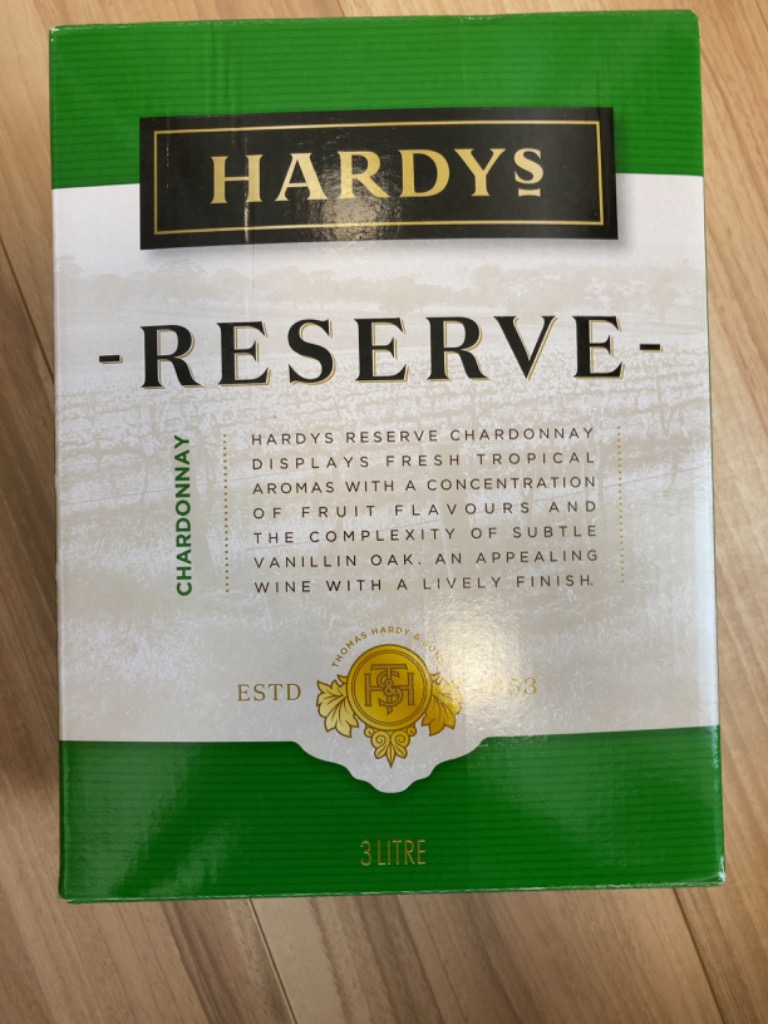 HARDYS
-RESERVE-
CHARDONNAY
HARDYS RESERVE CHARDONNAY
DISPLAYS FRESH TROPICAL
AROMAS WITH A CONCENTRATION
OF FRUIT FLAVOURS AND
THE COMPLEXITY OF SUBTLE
VANILLIN OAK. AN APPEALING
WINE WITH A LIVELY FINISH.
THOMAS HARDY &
ESTD 1853
3 LITRE